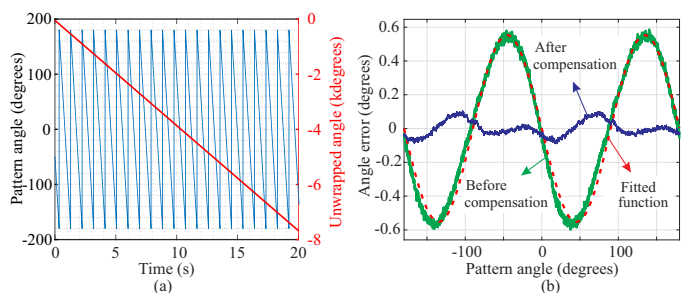 (a)
200
100
0
-100
-200
Pattern angle (degrees)
0
5
10
15
20
Time (s)
(a)
0
-2
-4
-6
-8
Unwrapped angle (kdegrees)
(b)
0.6
0.4
0.2
0
-0.2
-0.4
-0.6
Angle error (degrees)
After
compensation
Before
compensation
Fitted
function
-100
0
100
Pattern angle (degrees)
(b)